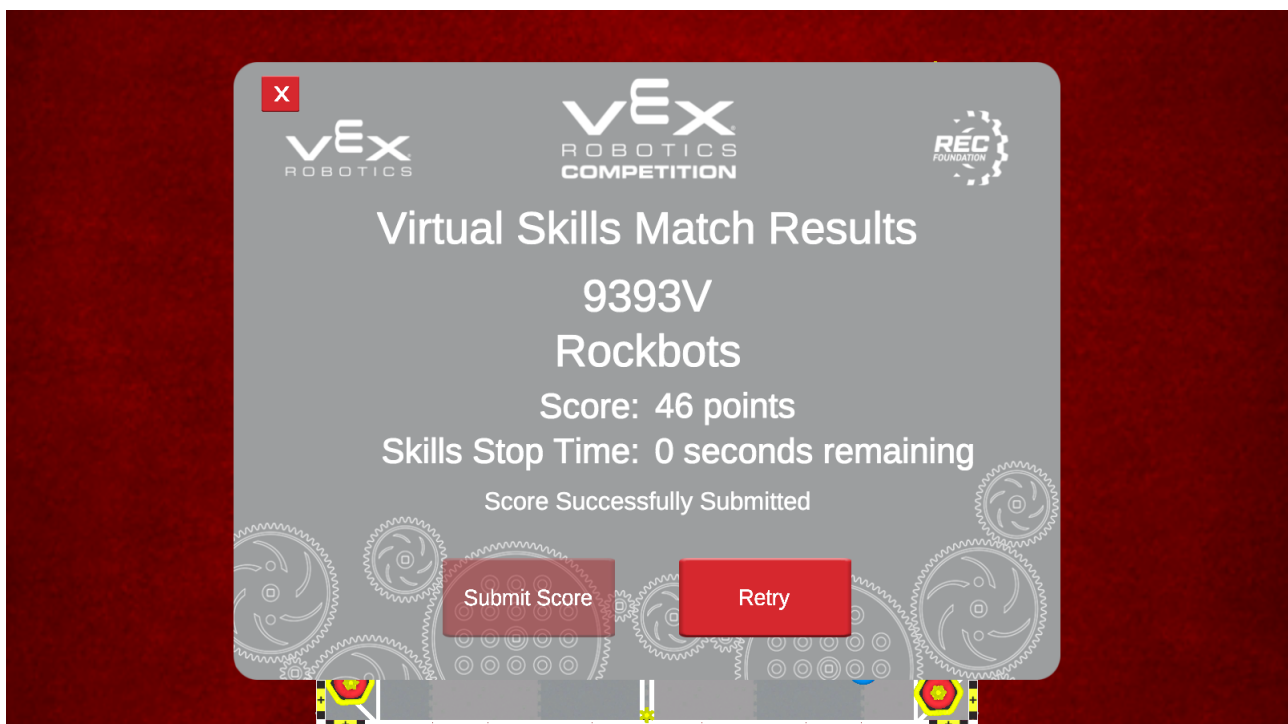 X
VEX
ROBOTICS
VEX
ROBOTICS
COMPETITION
REC
FOUNDATION
Virtual Skills Match Results
9393V
Rockbots
Score: 46 points
Skills Stop Time: 0 seconds remaining
Score Successfully Submitted
Submit Score
Retry